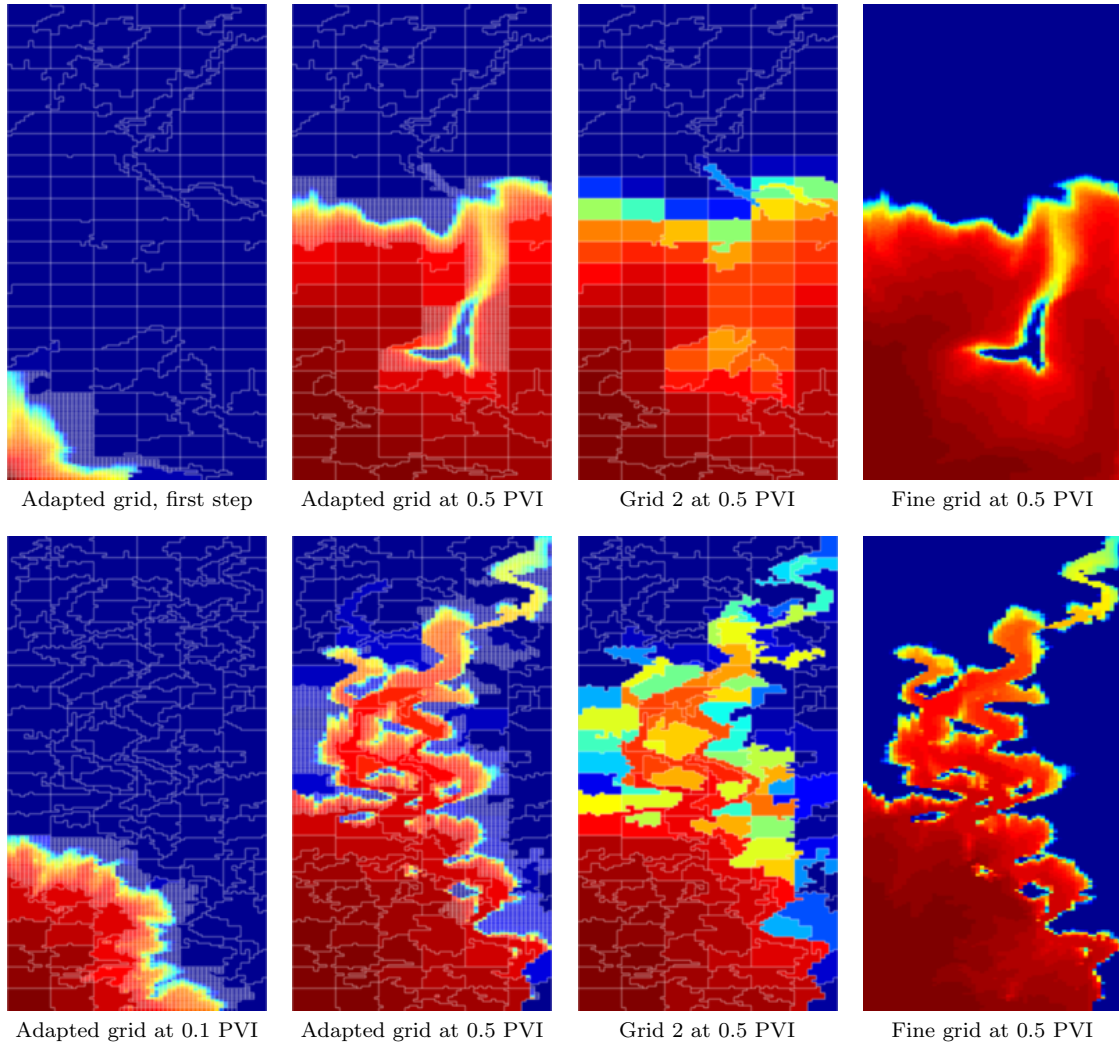 Adapted grid, first step
Adapted grid at 0.5 PVI
Grid 2 at 0.5 PVI
Fine grid at 0.5 PVI
Adapted grid at 0.1 PVI
Adapted grid at 0.5 PVI
Grid 2 at 0.5 PVI
Fine grid at 0.5 PVI